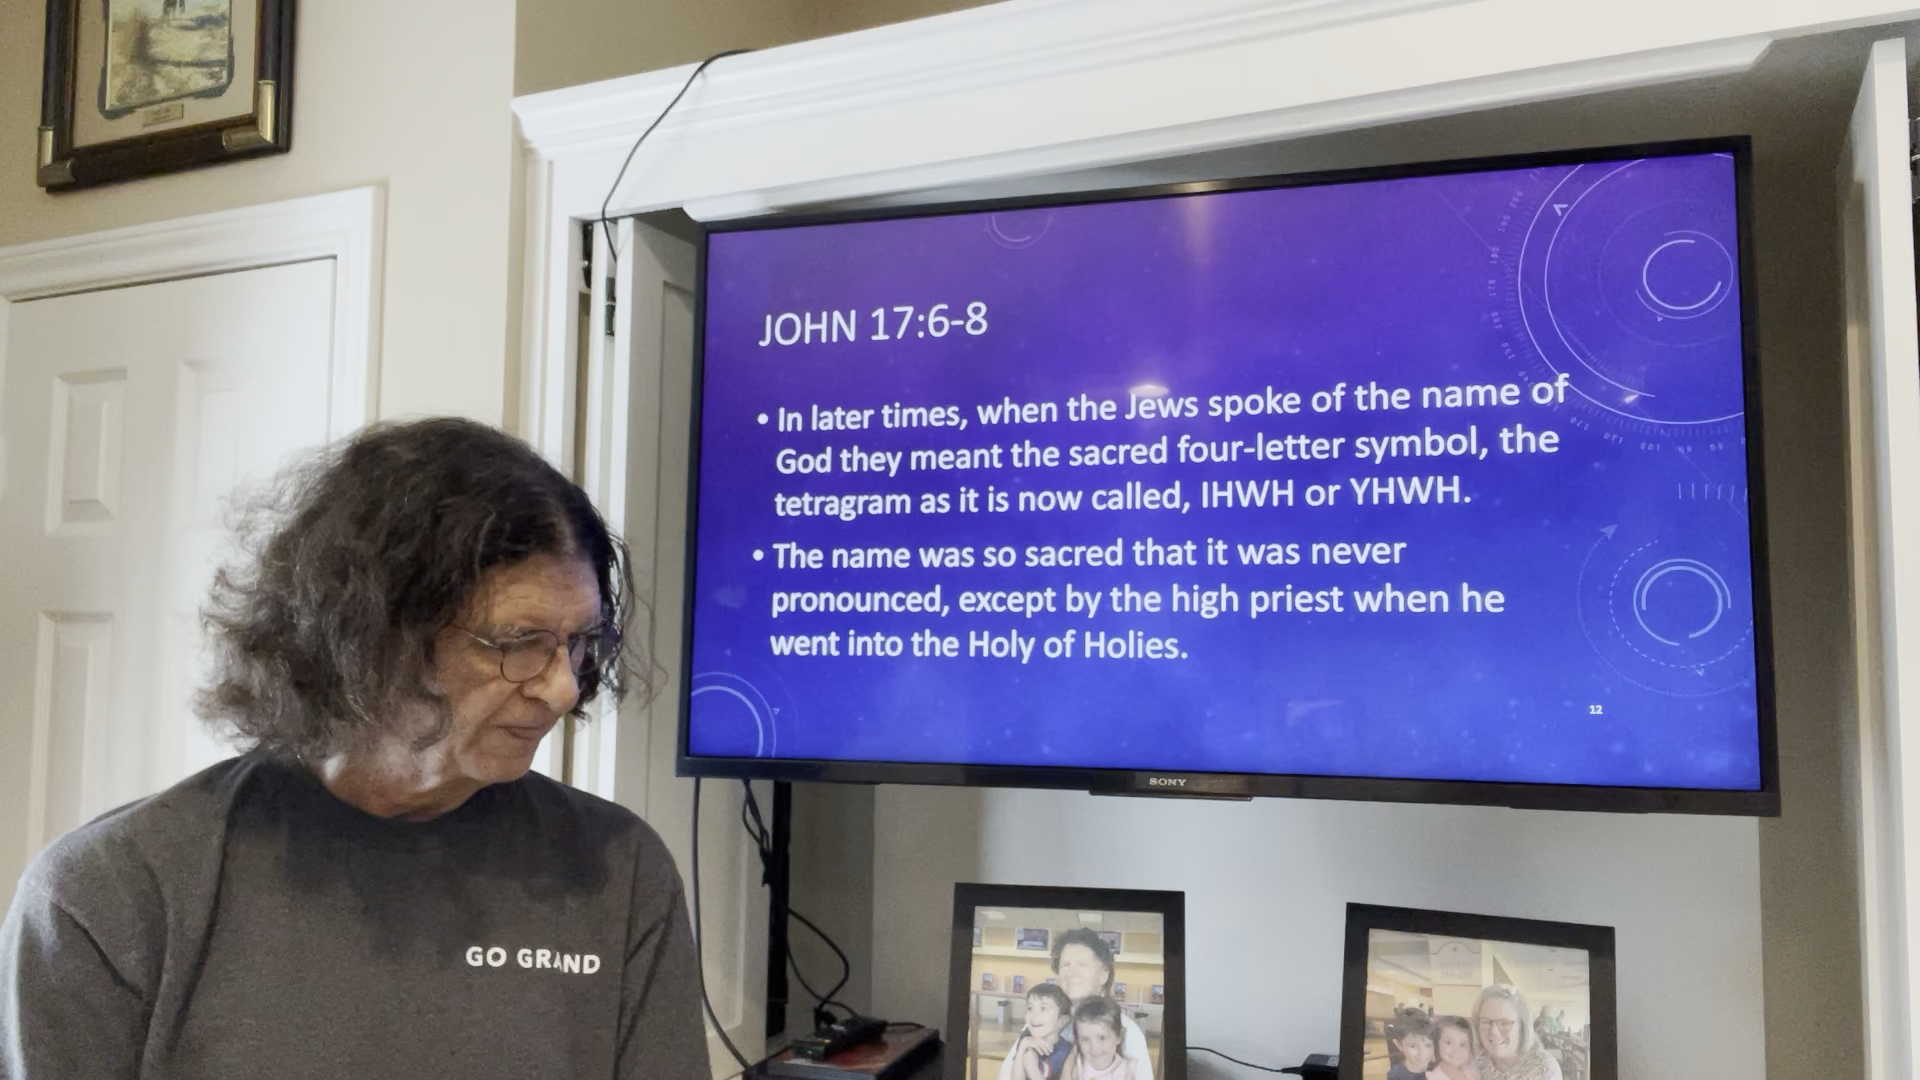 JOHN 17:6-8
• In later times, when the Jews spoke of the name of
God they meant the sacred four-letter symbol, the
tetragram as it is now called, IHWH or YHWH.
• The name was so sacred that it was never
pronounced, except by the high priest when he
went into the Holy of Holies.
12
SONY
GO GRAND